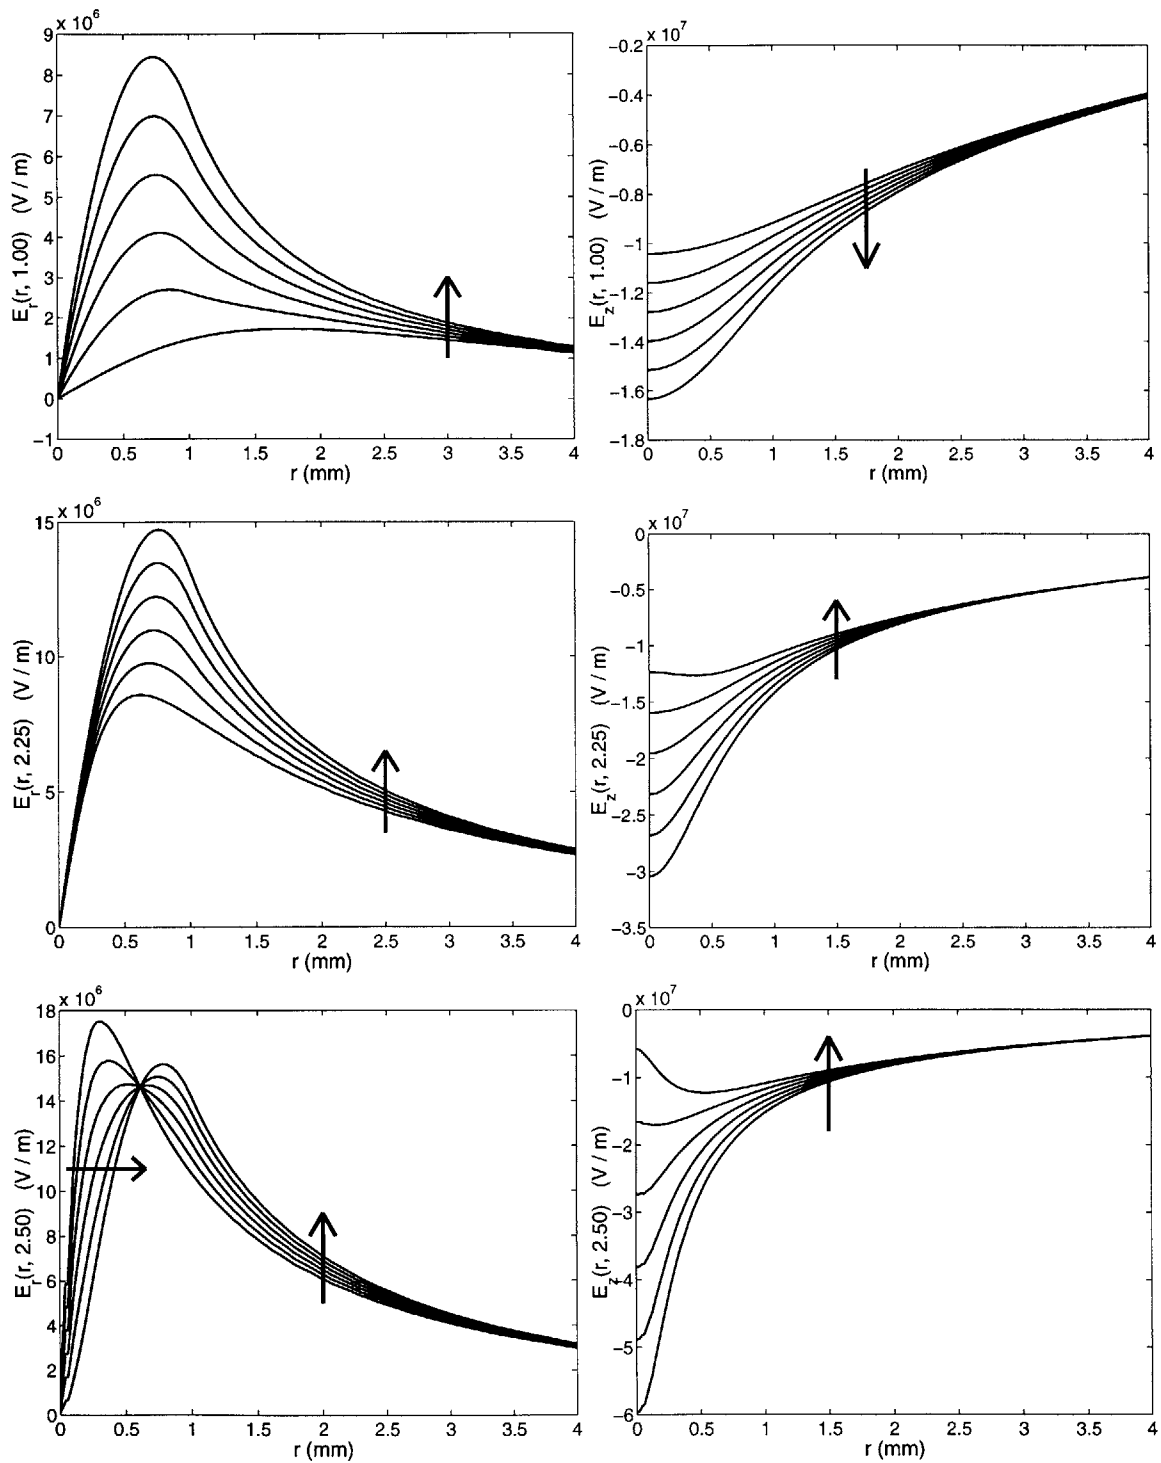 x 10^6
9
8
7
6
5
4
3
2
1
0
−1
E_r(r, 1.00) (V / m)
0 0.5 1 1.5 2 2.5 3 3.5 4
r (mm)
x 10^7
−0.2
−0.4
−0.6
−0.8
−1
−1.2
−1.4
−1.6
−1.8
E_z(r, 1.00) (V / m)
0 0.5 1 1.5 2 2.5 3 3.5 4
r (mm)
x 10^6
15
10
5
0
E_r(r, 2.25) (V / m)
0 0.5 1 1.5 2 2.5 3 3.5 4
r (mm)
x 10^7
0
−0.5
−1
−1.5
−2
−2.5
−3
−3.5
E_z(r, 2.25) (V / m)
0 0.5 1 1.5 2 2.5 3 3.5 4
r (mm)
x 10^6
18
16
14
12
10
8
6
4
2
0
E_r(r, 2.50) (V / m)
0 0.5 1 1.5 2 2.5 3 3.5 4
r (mm)
x 10^7
0
−1
−2
−3
−4
−5
−6
E_z(r, 2.50) (V / m)
0 0.5 1 1.5 2 2.5 3 3.5 4
r (mm)